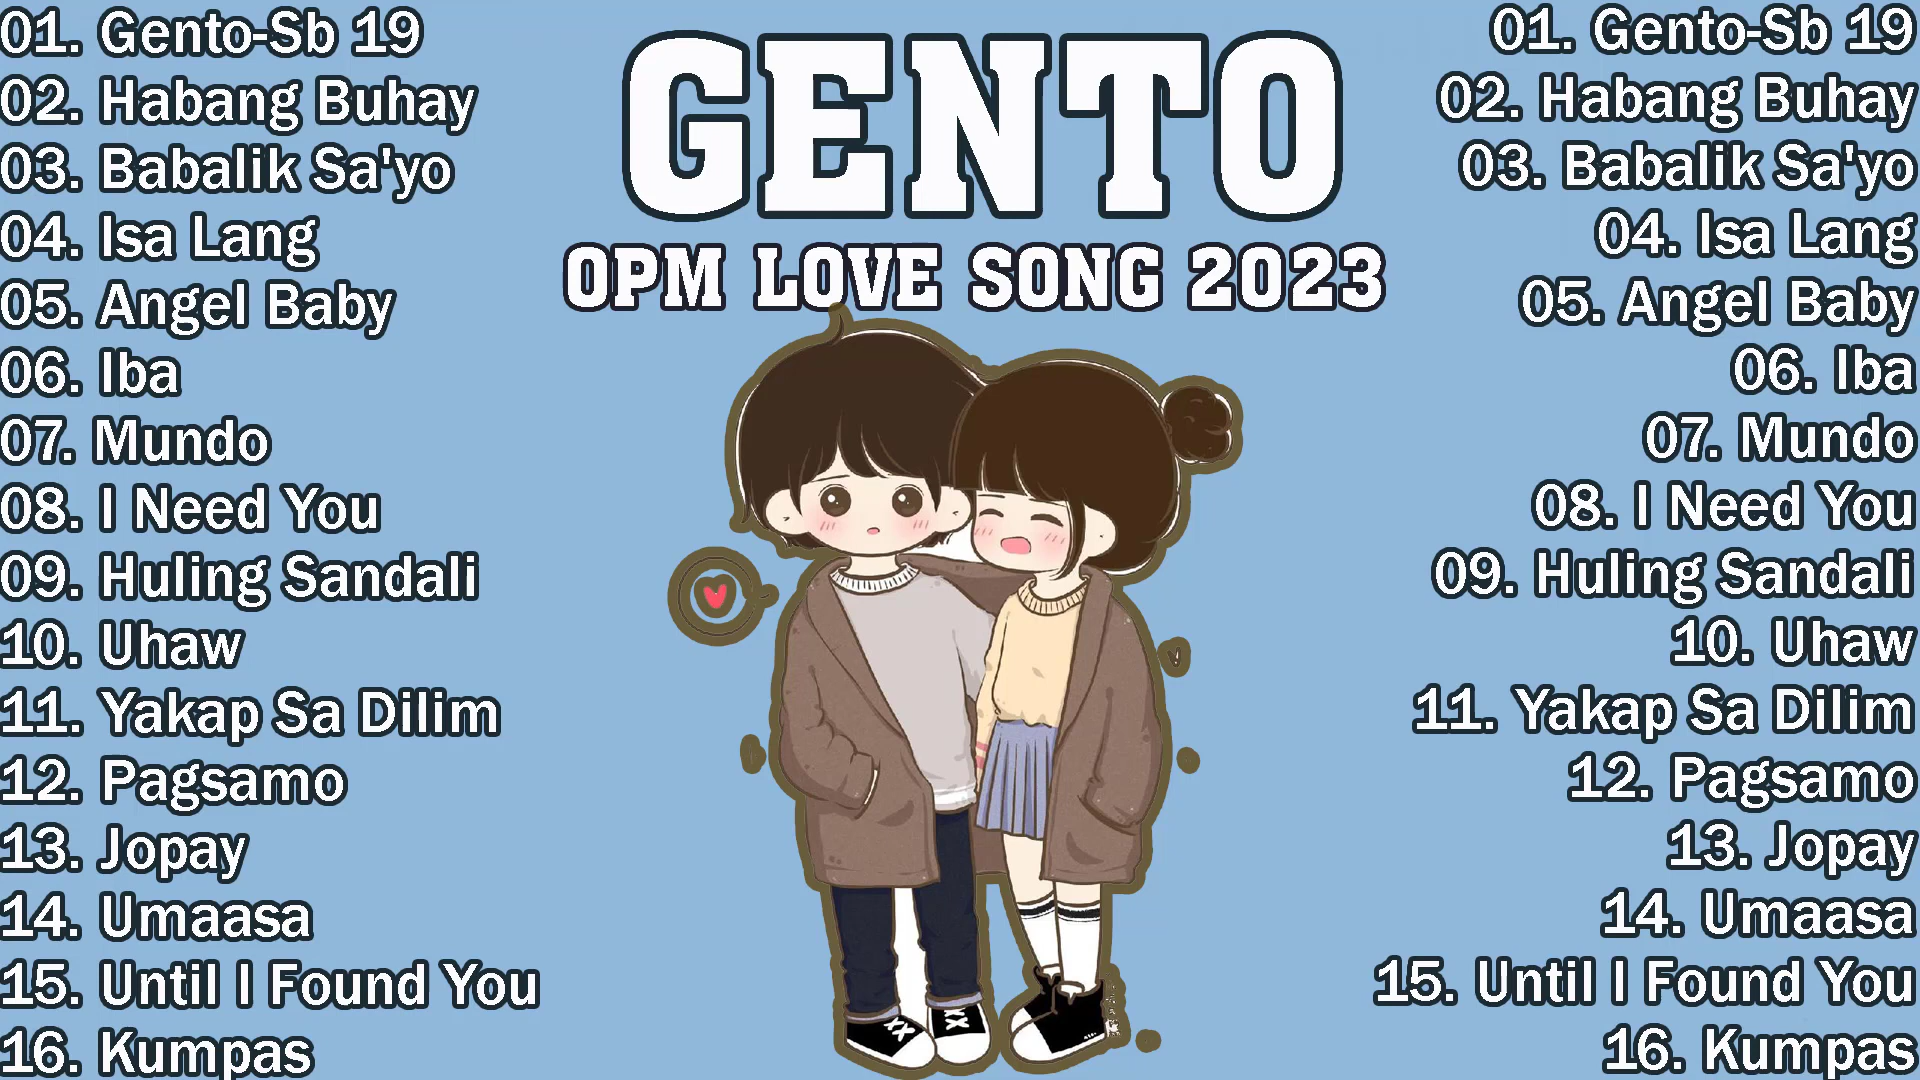 01. Gento-Sb 19
02. Habang Buhay
03. Babalik Sa'yo
04. Isa Lang
05. Angel Baby
06. Iba
07. Mundo
08. I Need You
09. Huling Sandali
10. Uhaw
11. Yakap Sa Dilim
12. Pagsamo
13. Jopay
14. Umaasa
15. Until I Found You
16. Kumpas
GENTO
OPM LOVE SONG 2023
01. Gento-Sb 19
02. Habang Buhay
03. Babalik Sa'yo
04. Isa Lang
05. Angel Baby
06. Iba
07. Mundo
08. I Need You
09. Huling Sandali
10. Uhaw
11. Yakap Sa Dilim
12. Pagsamo
13. Jopay
14. Umaasa
15. Until I Found You
16. Kumpas